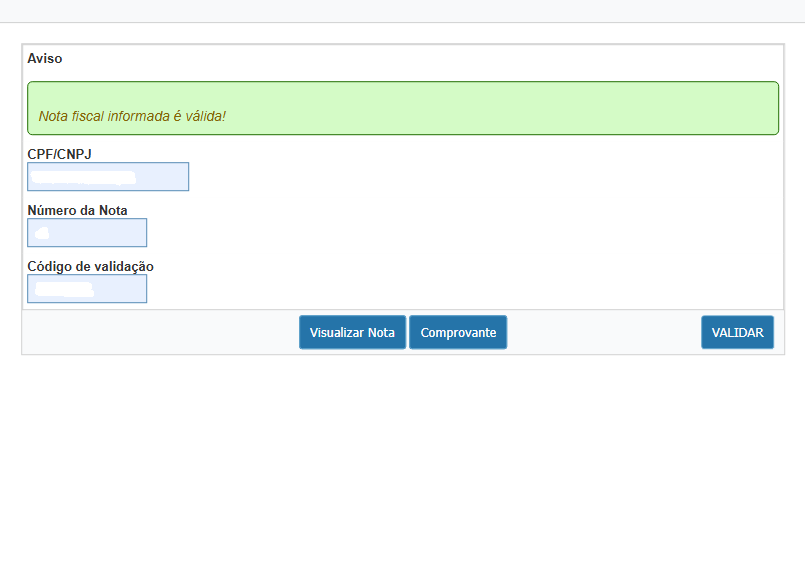 Aviso
Nota fiscal informada é válida!
CPF/CNPJ
Número da Nota
Código de validação
Visualizar Nota Comprovante VALIDAR